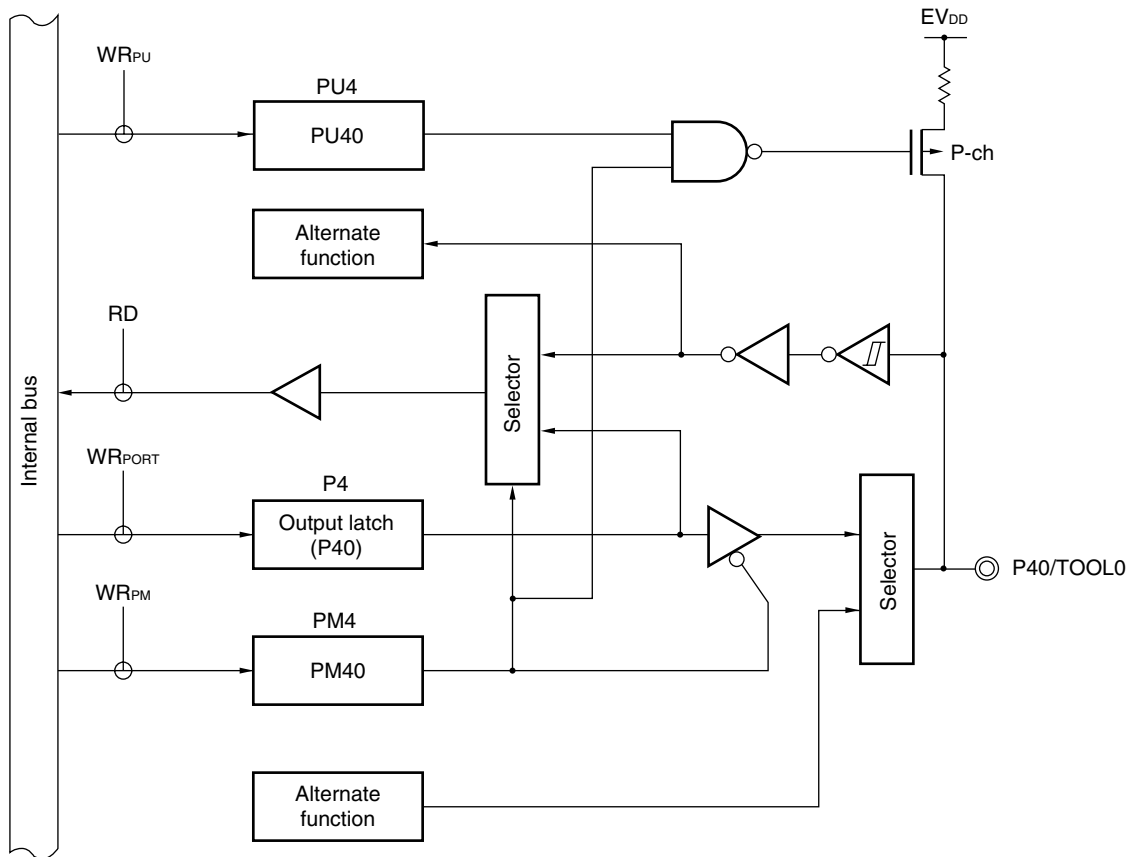 EVDD
WRPU
PU4
PU40
P-ch
Alternate
function
RD
Selector
Internal bus
WRPORT
P4
Output latch
(P40)
Selector
P40/TOOL0
WRPM
PM4
PM40
Alternate
function